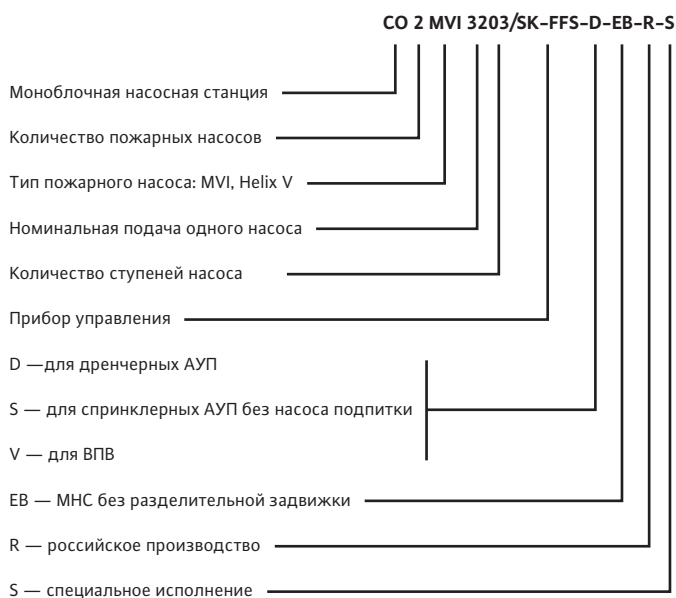 CO 2 MVI 3203/SK-FFS-D-EB-R-S
Моноблочная насосная станция
Количество пожарных насосов
Тип пожарного насоса: MVI, Helix V
Номинальная подача одного насоса
Количество ступеней насоса
Прибор управления
D —для дренчерных АУП
S — для спринклерных АУП без насоса подпитки
V — для ВПВ
EB — МНС без разделительной задвижки
R — российское производство
S — специальное исполнение